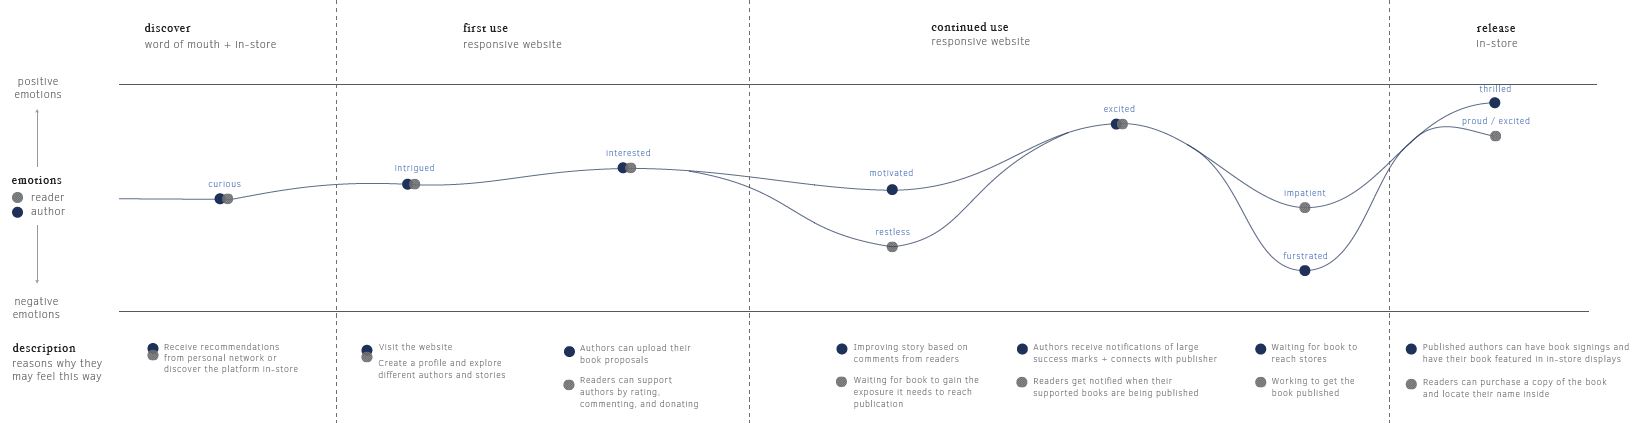 discover
word of mouth + in-store
first use
responsive website
continued use
responsive website
release
in-store
positive
emotions
emotions
reader
author
negative
emotions
curious
intrigued
interested
motivated
restless
excited
impatient
furstrated
thrilled
proud / excited
description
reasons why they
may feel this way
Receive recommendations
from personal network or
discover the platform in-store
Visit the website
Create a profile and explore
different authors and stories
Authors can upload their
book proposals
Readers can support
authors by rating,
commenting, and donating
Improving story based on
comments from readers
Waiting for book to gain the
exposure it needs to reach
publication
Authors receive notifications of large
success marks + connects with publisher
Readers get notified when their
supported books are being published
Waiting for book to
reach stores
Working to get the
book published
Published authors can have book signings and
have their book featured in in-store displays
Readers can purchase a copy of the book
and locate their name inside